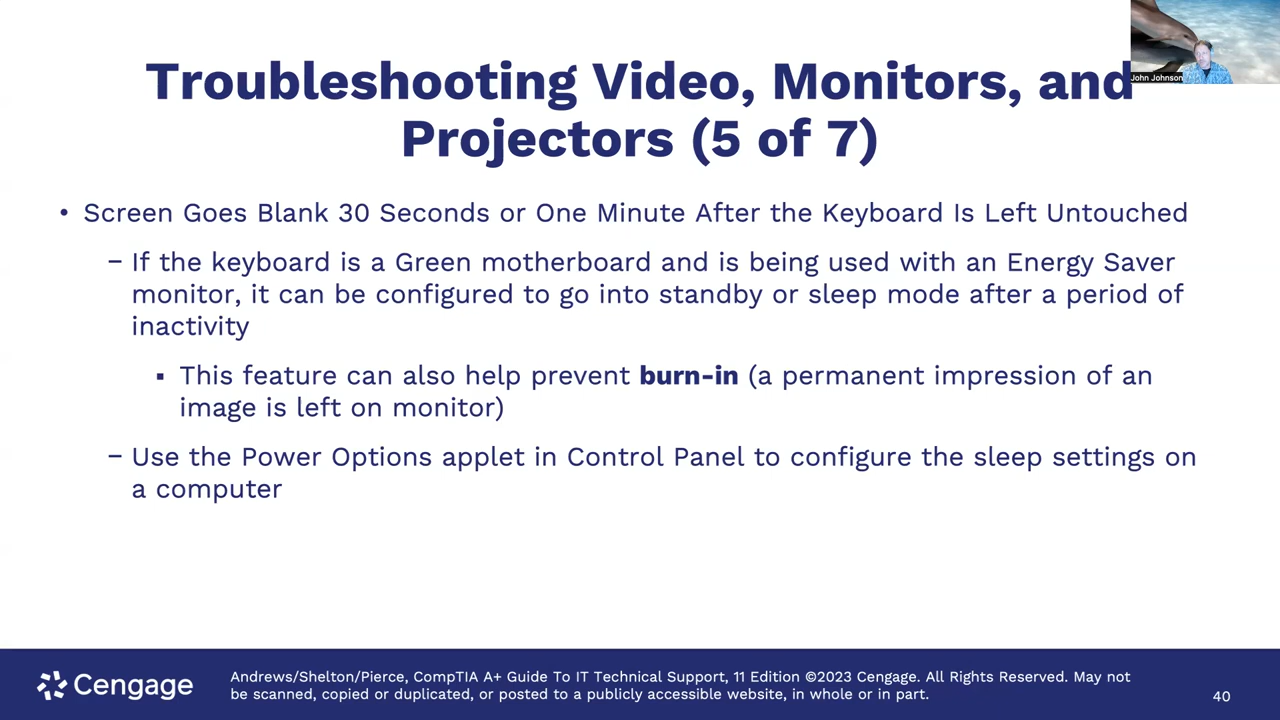 John Johnson
Troubleshooting Video, Monitors, and
Projectors (5 of 7)
• Screen Goes Blank 30 Seconds or One Minute After the Keyboard Is Left Untouched
– If the keyboard is a Green motherboard and is being used with an Energy Saver
monitor, it can be configured to go into standby or sleep mode after a period of
inactivity
▪ This feature can also help prevent burn-in (a permanent impression of an
image is left on monitor)
– Use the Power Options applet in Control Panel to configure the sleep settings on
a computer
Cengage
Andrews/Shelton/Pierce, CompTIA A+ Guide To IT Technical Support, 11 Edition ©2023 Cengage. All Rights Reserved. May not
be scanned, copied or duplicated, or posted to a publicly accessible website, in whole or in part.
40